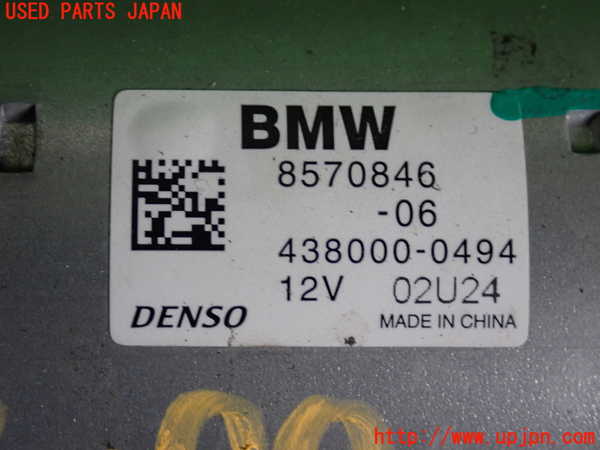 USED PARTS JAPAN
BMW
8570846
-06
438000-0494
12V 02U24
DENSO MADE IN CHINA
http://www.upjpn.com/